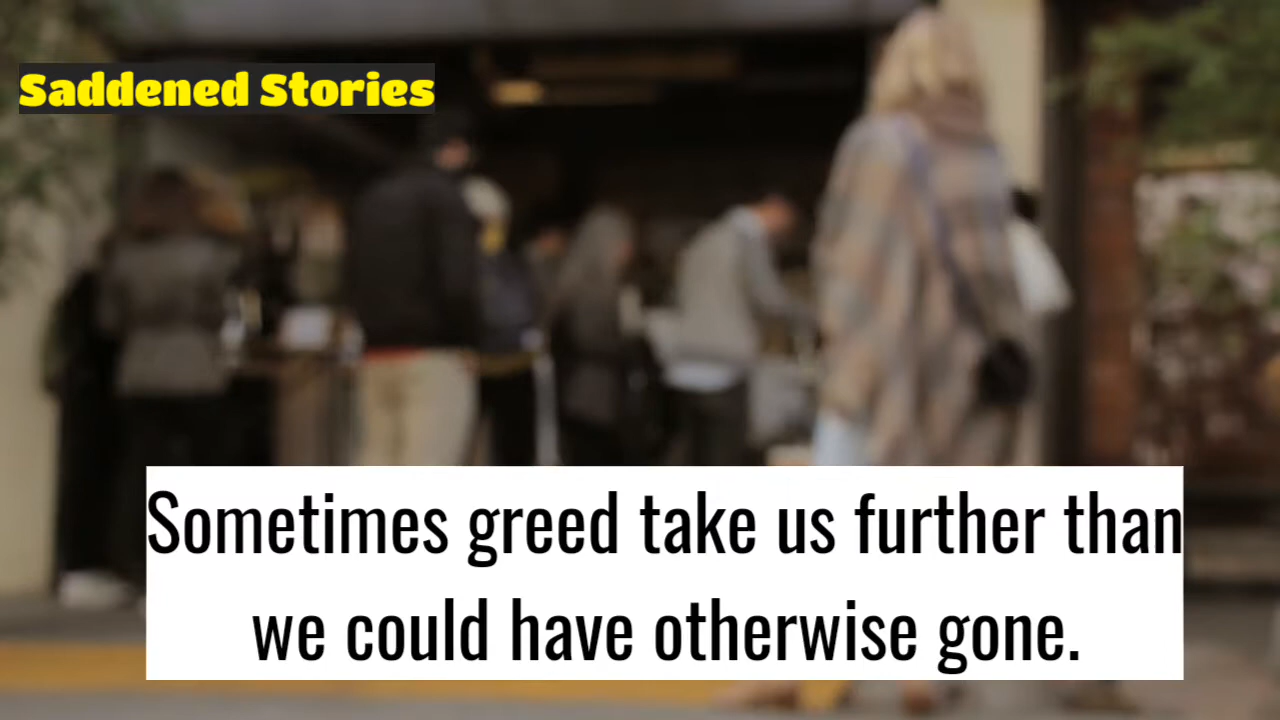 Saddened Stories
Sometimes greed take us further than
we could have otherwise gone.